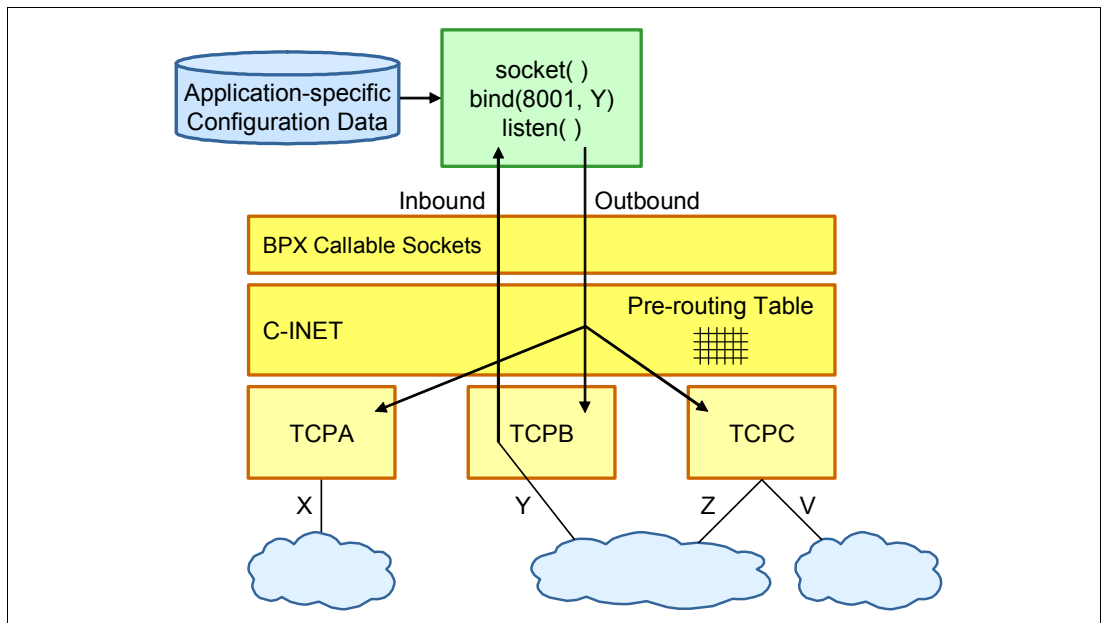 socket( )
bind(8001, Y)
listen( )
Application-specific
Configuration Data
Inbound
Outbound
BPX Callable Sockets
Pre-routing Table
C-INET
TCPA
TCPB
TCPC
X
Y
Z
V